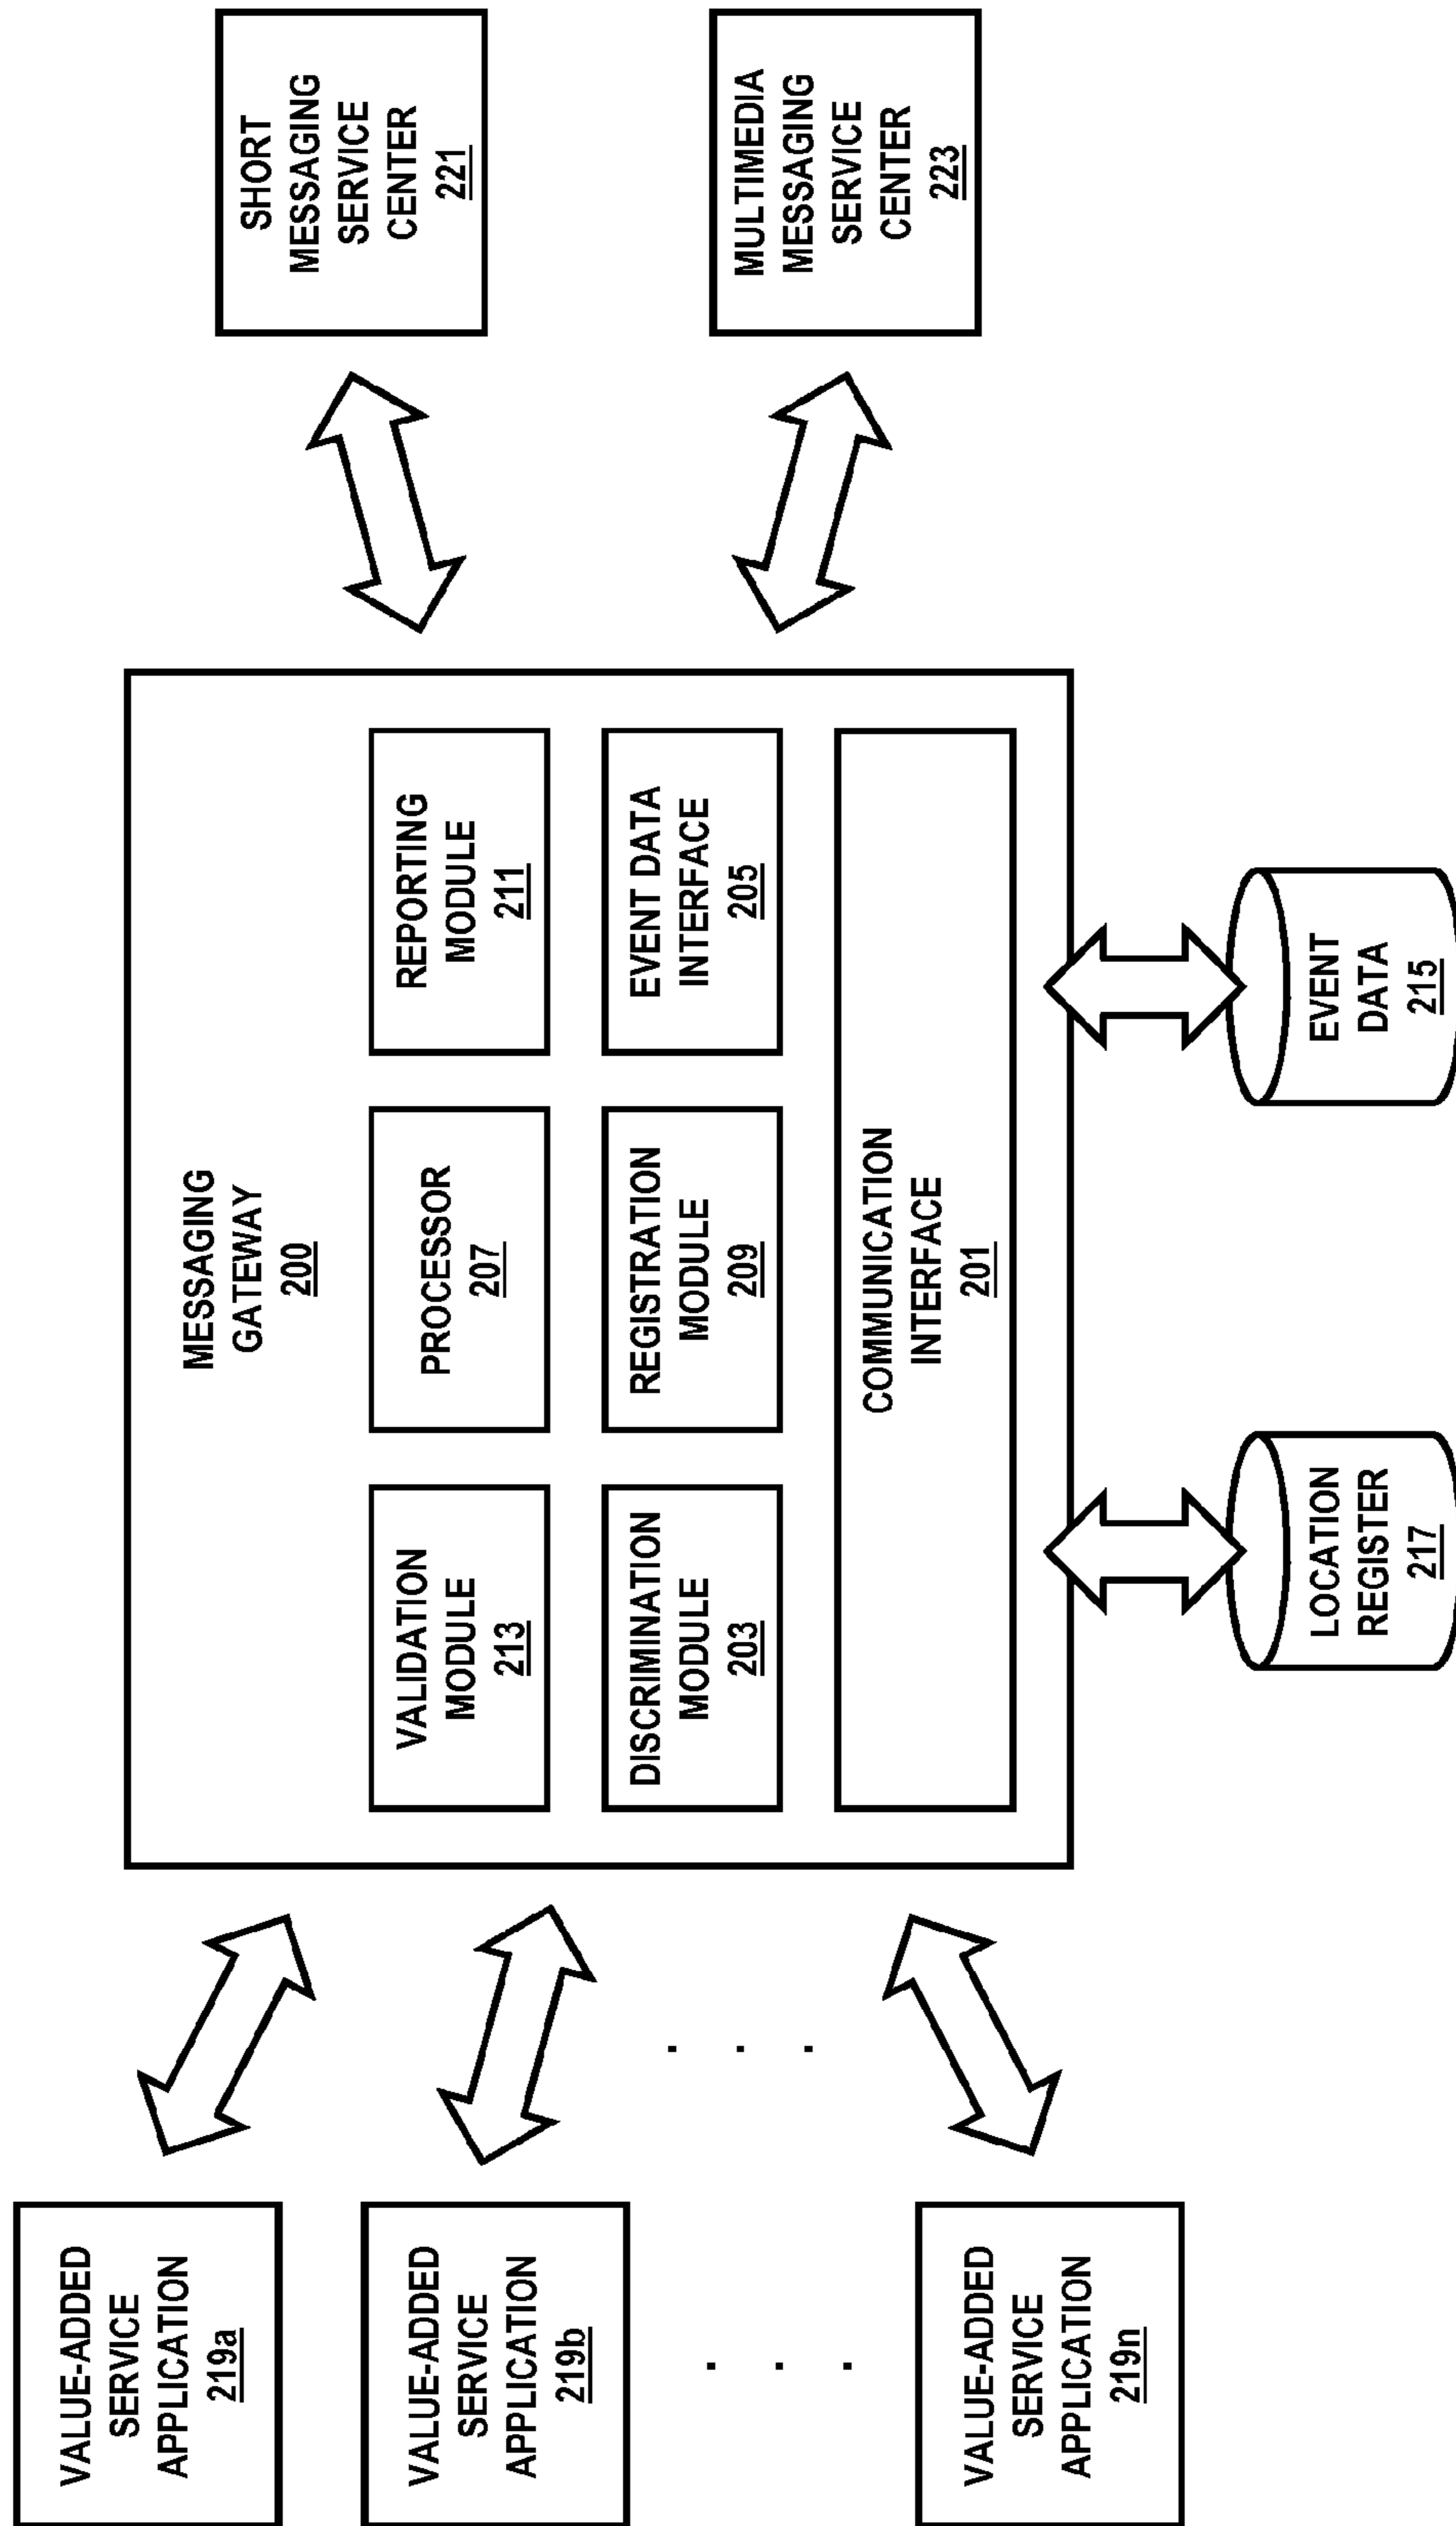 VALUE-ADDED
SERVICE
APPLICATION
219a
VALUE-ADDED
SERVICE
APPLICATION
219b
. . .
. . .
VALUE-ADDED
SERVICE
APPLICATION
219n
MESSAGING
GATEWAY
200
VALIDATION
MODULE
213
PROCESSOR
207
REPORTING
MODULE
211
DISCRIMINATION
MODULE
203
REGISTRATION
MODULE
209
EVENT DATA
INTERFACE
205
COMMUNICATION
INTERFACE
201
LOCATION
REGISTER
217
EVENT
DATA
215
SHORT
MESSAGING
SERVICE
CENTER
221
MULTIMEDIA
MESSAGING
SERVICE
CENTER
223